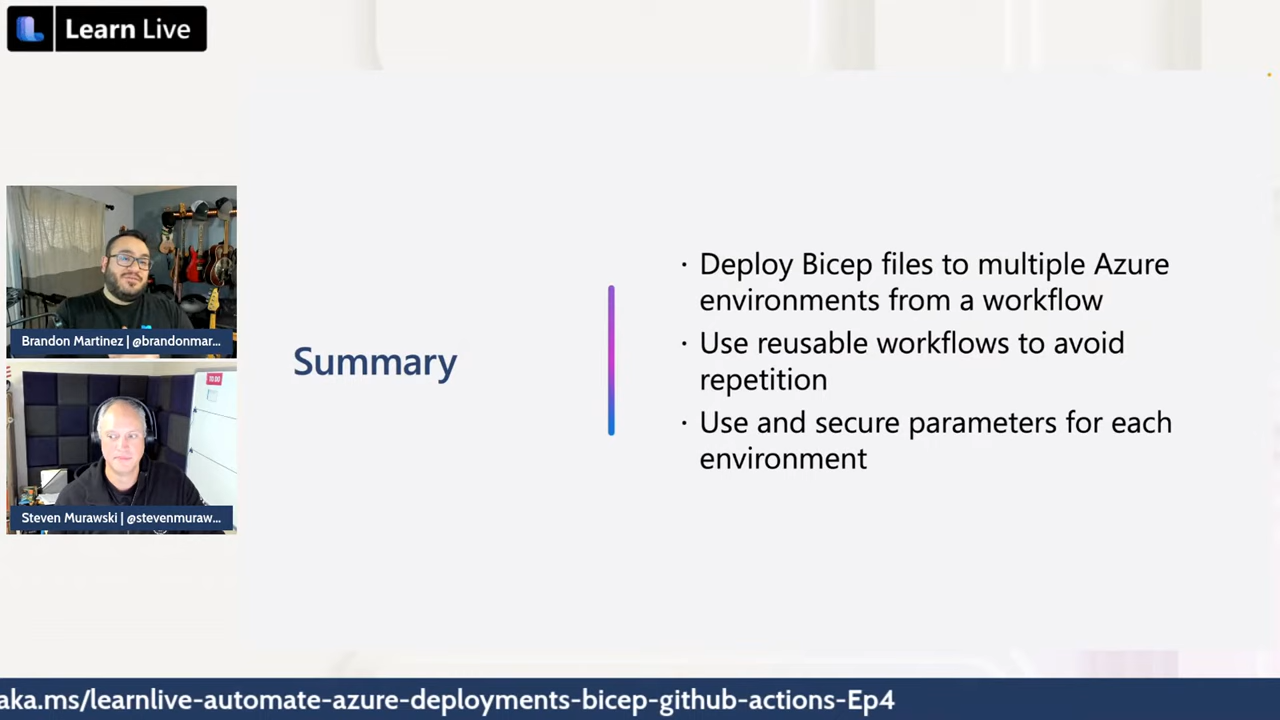 Learn Live
Brandon Martinez | @brandonmar...
10:00
Steven Murawski | @stevenmuraw...
Summary
· Deploy Bicep files to multiple Azure
environments from a workflow
· Use reusable workflows to avoid
repetition
· Use and secure parameters for each
environment
aka.ms/learnlive-automate-azure-deployments-bicep-github-actions-Ep4